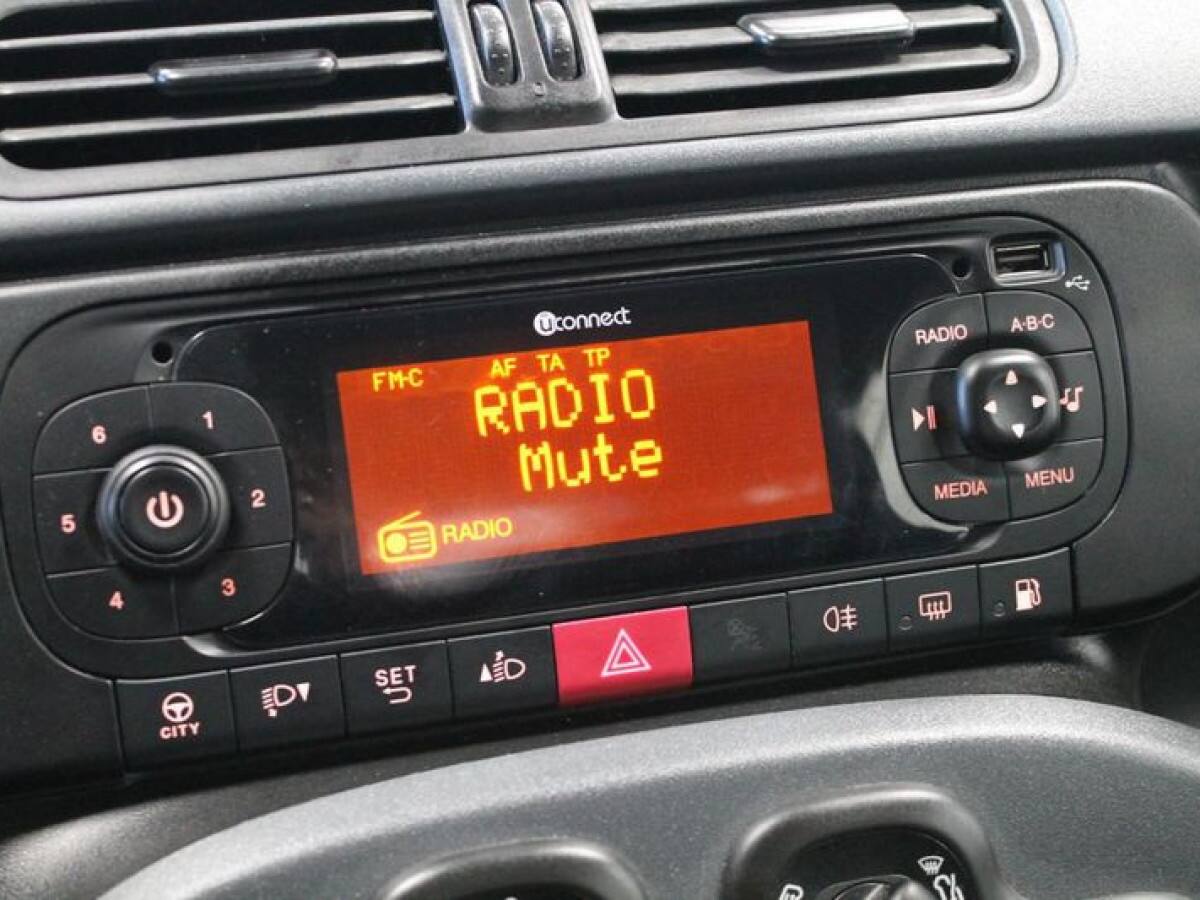 uconnect
RADIO A·B·C
FM-C AF TA TP
RADIO
Mute
RADIO
6 1
5 2
4 3
MEDIA MENU
CITY
SET